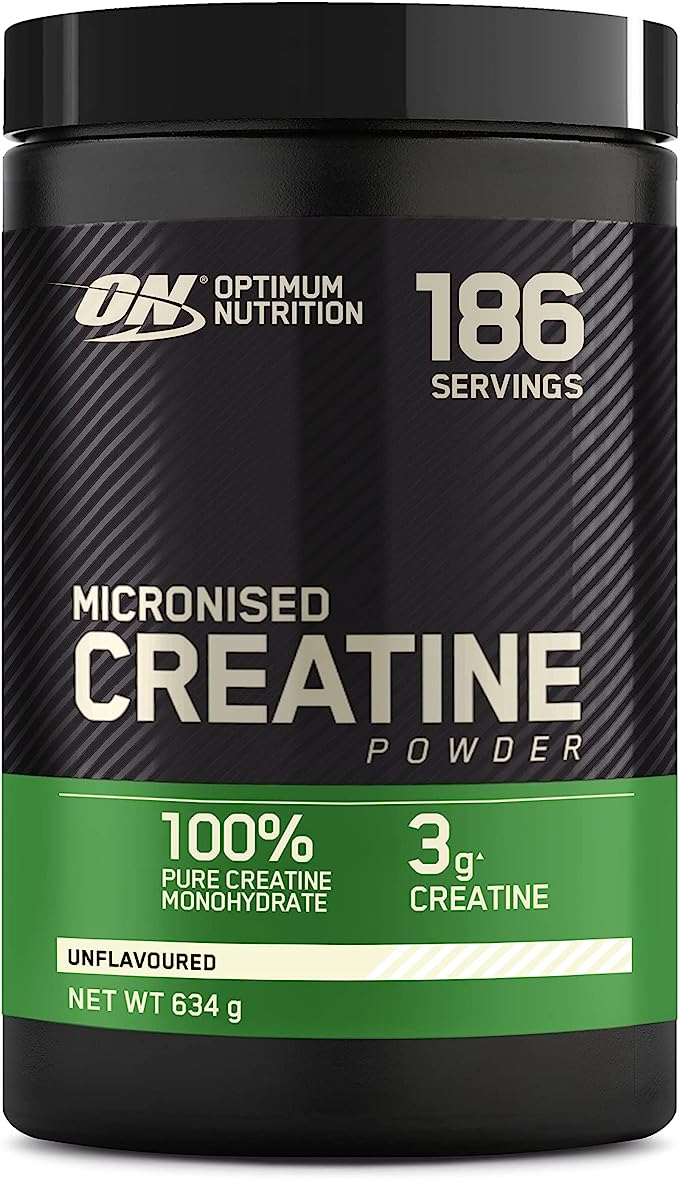 ON® OPTIMUM
NUTRITION
186
SERVINGS
MICRONISED
CREATINE
POWDER
100%
PURE CREATINE
MONOHYDRATE
3g▲
CREATINE
UNFLAVOURED
NET WT 634 g